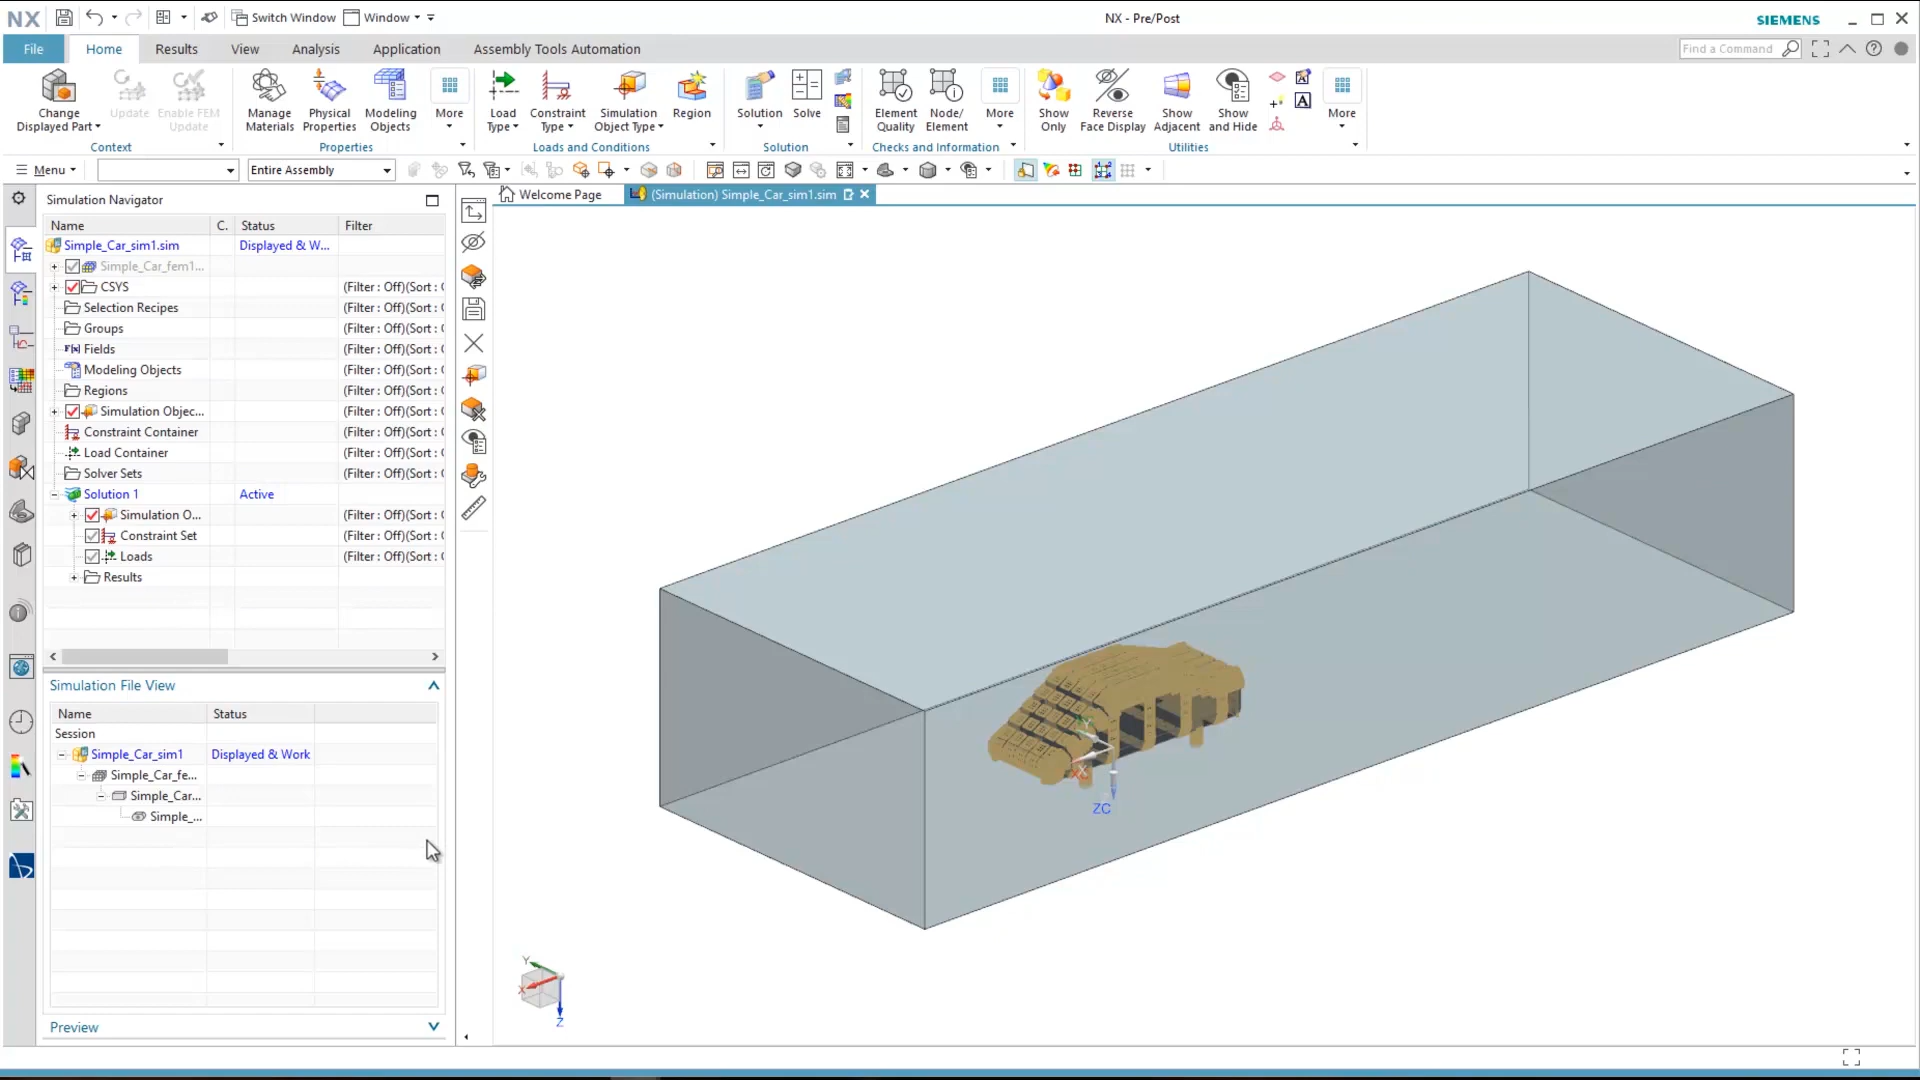 NX
Switch Window
Window
NX - Pre/Post
SIEMENS
File
Home
Results
View
Analysis
Application
Assembly Tools Automation
Find a Command
Change
Displayed Part
Update
Enable FEM
Update
Manage
Materials
Physical
Properties
Modeling
Objects
More
Load
Type
Constraint
Type
Simulation
Object Type
Region
Solution
Solve
Element
Quality
Node/
Element
More
Show
Only
Reverse
Face Display
Show
Adjacent
Show
and Hide
More
Context
Properties
Loads and Conditions
Solution
Checks and Information
Utilities
Menu
Entire Assembly
Simulation Navigator
Welcome Page
(Simulation) Simple_Car_sim1.sim
Name
C.
Status
Filter
Simple_Car_sim1.sim
Displayed & W...
Simple_Car_fem1...
CSYS
(Filter : Off)(Sort :
Selection Recipes
(Filter : Off)(Sort :
Groups
(Filter : Off)(Sort :
Fields
(Filter : Off)(Sort :
Modeling Objects
(Filter : Off)(Sort :
Regions
(Filter : Off)(Sort :
Simulation Objec...
(Filter : Off)(Sort :
Constraint Container
(Filter : Off)(Sort :
Load Container
(Filter : Off)(Sort :
Solver Sets
(Filter : Off)(Sort :
Solution 1
Active
Simulation O...
(Filter : Off)(Sort :
Constraint Set
(Filter : Off)(Sort :
Loads
(Filter : Off)(Sort :
Results
Simulation File View
Name
Status
Session
Simple_Car_sim1
Displayed & Work
Simple_Car_fe...
Simple_Car...
Simple_...
Preview
ZC
Y
X
Z